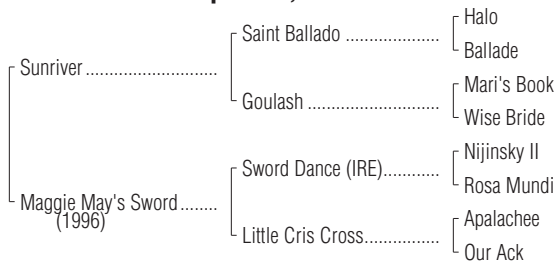 Halo
Saint Ballado ....................
Ballade
Sunriver ............................
Mari's Book
Goulash ............................
Wise Bride
Nijinsky II
Sword Dance (IRE)............
Rosa Mundi
Maggie May's Sword ........
(1996)
Apalachee
Little Cris Cross................
Our Ack